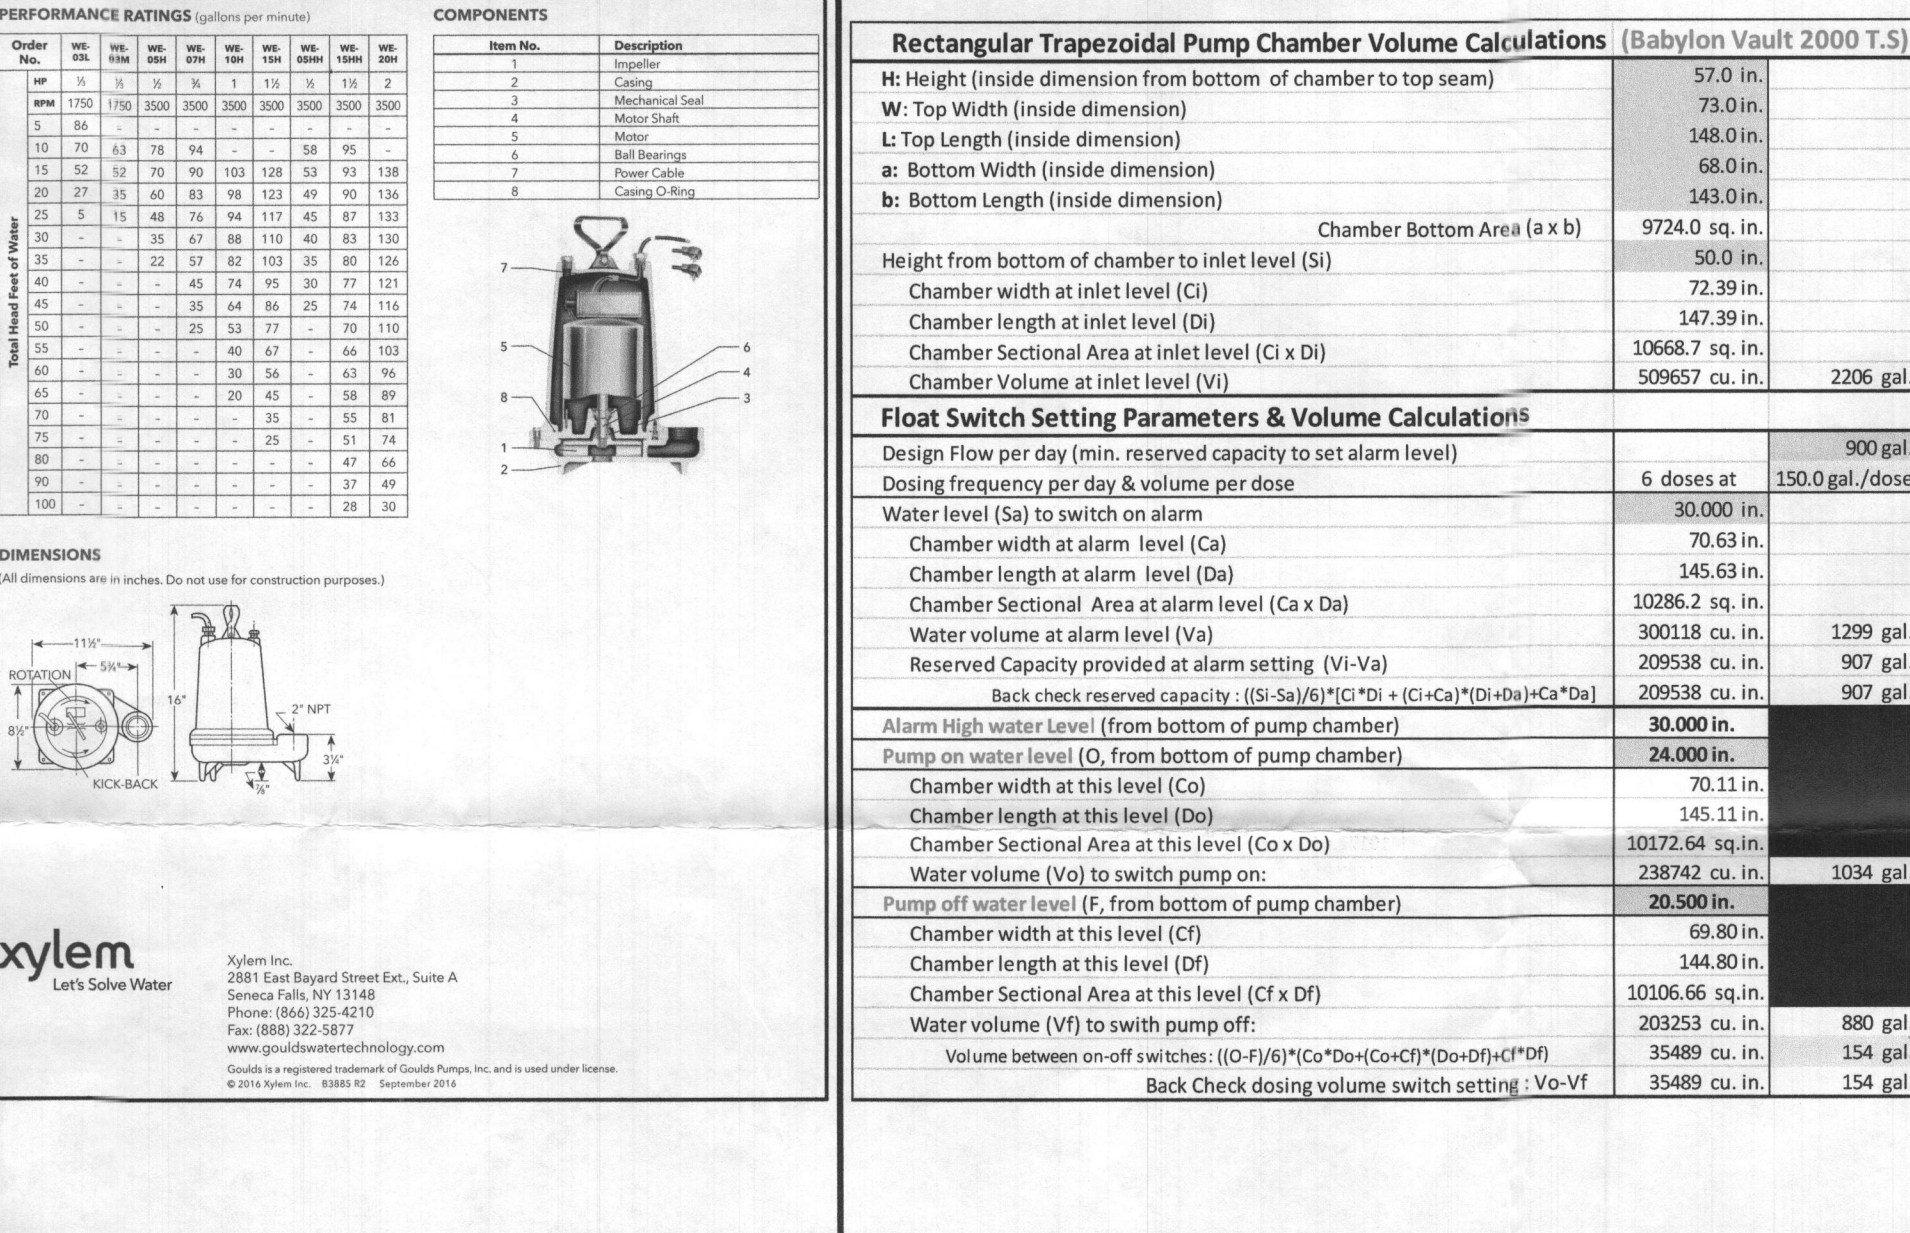 PERFORMANCE RATINGS (gallons per minute)
Order No. WE-03L WE-03M WE-05H WE-07H WE-10H WE-15H WE-05HH WE-15HH WE-20H
HP ⅓ ⅓ ½ ¾ 1 1½ ½ 1½ 2
RPM 1750 1750 3500 3500 3500 3500 3500 3500 3500
Total Head Feet of Water
5 86 - - - - - - - -
10 70 63 78 94 - - 58 95 -
15 52 52 70 90 103 128 53 93 138
20 27 35 60 83 98 123 49 90 136
25 5 15 48 76 94 117 45 87 133
30 - - 35 67 88 110 40 83 130
35 - - 22 57 82 103 35 80 126
40 - - - 45 74 95 30 77 121
45 - - - 35 64 86 25 74 116
50 - - - 25 53 77 - 70 110
55 - - - - 40 67 - 66 103
60 - - - - 30 56 - 63 96
65 - - - - 20 45 - 58 89
70 - - - - - 35 - 55 81
75 - - - - - 25 - 51 74
80 - - - - - - - 47 66
90 - - - - - - - 37 49
100 - - - - - - - 28 30
COMPONENTS
Item No. Description
1 Impeller
2 Casing
3 Mechanical Seal
4 Motor Shaft
5 Motor
6 Ball Bearings
7 Power Cable
8 Casing O-Ring
7
5
6
4
8
3
1
2
DIMENSIONS
(All dimensions are in inches. Do not use for construction purposes.)
11½"
5¾"
ROTATION
8½"
KICK-BACK
16"
2" NPT
3¼"
⅞"
xylem
Let's Solve Water
Xylem Inc.
2881 East Bayard Street Ext., Suite A
Seneca Falls, NY 13148
Phone: (866) 325-4210
Fax: (888) 322-5877
www.gouldswatertechnology.com
Goulds is a registered trademark of Goulds Pumps, Inc. and is used under license.
© 2016 Xylem Inc. B3885 R2 September 2016
Rectangular Trapezoidal Pump Chamber Volume Calculations (Babylon Vault 2000 T.S)
H: Height (inside dimension from bottom of chamber to top seam) 57.0 in.
W: Top Width (inside dimension) 73.0 in.
L: Top Length (inside dimension) 148.0 in.
a: Bottom Width (inside dimension) 68.0 in.
b: Bottom Length (inside dimension) 143.0 in.
Chamber Bottom Area (a x b) 9724.0 sq. in.
Height from bottom of chamber to inlet level (Si) 50.0 in.
Chamber width at inlet level (Ci) 72.39 in.
Chamber length at inlet level (Di) 147.39 in.
Chamber Sectional Area at inlet level (Ci x Di) 10668.7 sq. in.
Chamber Volume at inlet level (Vi) 509657 cu. in. 2206 gal.
Float Switch Setting Parameters & Volume Calculations
Design Flow per day (min. reserved capacity to set alarm level) 900 gal.
Dosing frequency per day & volume per dose 6 doses at 150.0 gal./dose
Water level (Sa) to switch on alarm 30.000 in.
Chamber width at alarm level (Ca) 70.63 in.
Chamber length at alarm level (Da) 145.63 in.
Chamber Sectional Area at alarm level (Ca x Da) 10286.2 sq. in.
Water volume at alarm level (Va) 300118 cu. in. 1299 gal.
Reserved Capacity provided at alarm setting (Vi-Va) 209538 cu. in. 907 gal.
Back check reserved capacity : ((Si-Sa)/6)*[Ci*Di + (Ci+Ca)*(Di+Da)+Ca*Da] 209538 cu. in. 907 gal.
Alarm High water Level (from bottom of pump chamber) 30.000 in.
Pump on water level (O, from bottom of pump chamber) 24.000 in.
Chamber width at this level (Co) 70.11 in.
Chamber length at this level (Do) 145.11 in.
Chamber Sectional Area at this level (Co x Do) 10172.64 sq.in.
Water volume (Vo) to switch pump on: 238742 cu. in. 1034 gal.
Pump off water level (F, from bottom of pump chamber) 20.500 in.
Chamber width at this level (Cf) 69.80 in.
Chamber length at this level (Df) 144.80 in.
Chamber Sectional Area at this level (Cf x Df) 10106.66 sq.in.
Water volume (Vf) to swith pump off: 203253 cu. in. 880 gal.
Volume between on-off switches: ((O-F)/6)*(Co*Do+(Co+Cf)*(Do+Df)+Cf*Df) 35489 cu. in. 154 gal.
Back Check dosing volume switch setting : Vo-Vf 35489 cu. in. 154 gal.